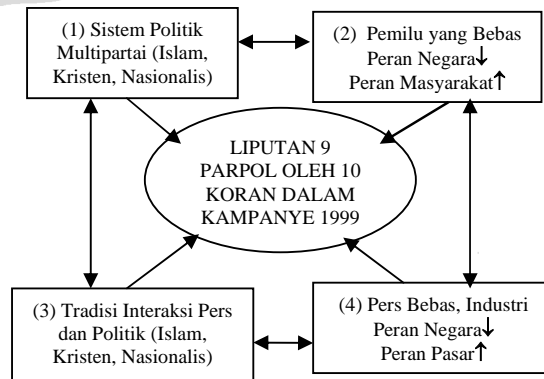 (1) Sistem Politik
Multipartai (Islam,
Kristen, Nasionalis)
(2) Pemilu yang Bebas
Peran Negara↓
Peran Masyarakat↑
LIPUTAN 9
PARPOL OLEH 10
KORAN DALAM
KAMPANYE 1999
(3) Tradisi Interaksi Pers
dan Politik (Islam,
Kristen, Nasionalis)
(4) Pers Bebas, Industri
Peran Negara↓
Peran Pasar↑